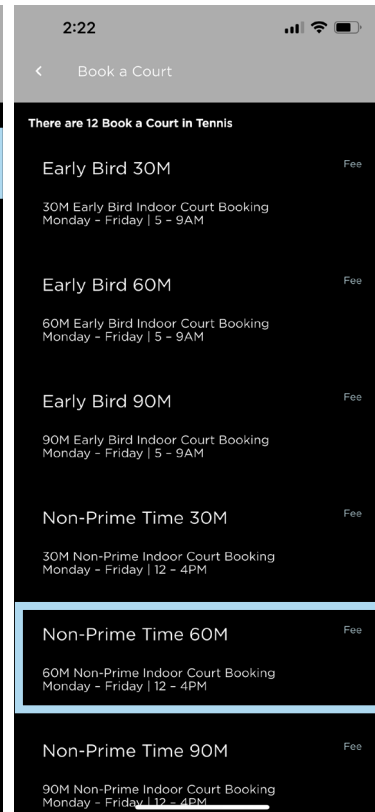 2:22
Book a Court
There are 12 Book a Court in Tennis
Early Bird 30M
Fee
30M Early Bird Indoor Court Booking
Monday – Friday | 5 – 9AM
Early Bird 60M
Fee
60M Early Bird Indoor Court Booking
Monday – Friday | 5 – 9AM
Early Bird 90M
Fee
90M Early Bird Indoor Court Booking
Monday – Friday | 5 – 9AM
Non-Prime Time 30M
Fee
30M Non-Prime Indoor Court Booking
Monday – Friday | 12 – 4PM
Non-Prime Time 60M
Fee
60M Non-Prime Indoor Court Booking
Monday – Friday | 12 – 4PM
Non-Prime Time 90M
Fee
90M Non-Prime Indoor Court Booking
Monday – Friday | 12 – 4PM